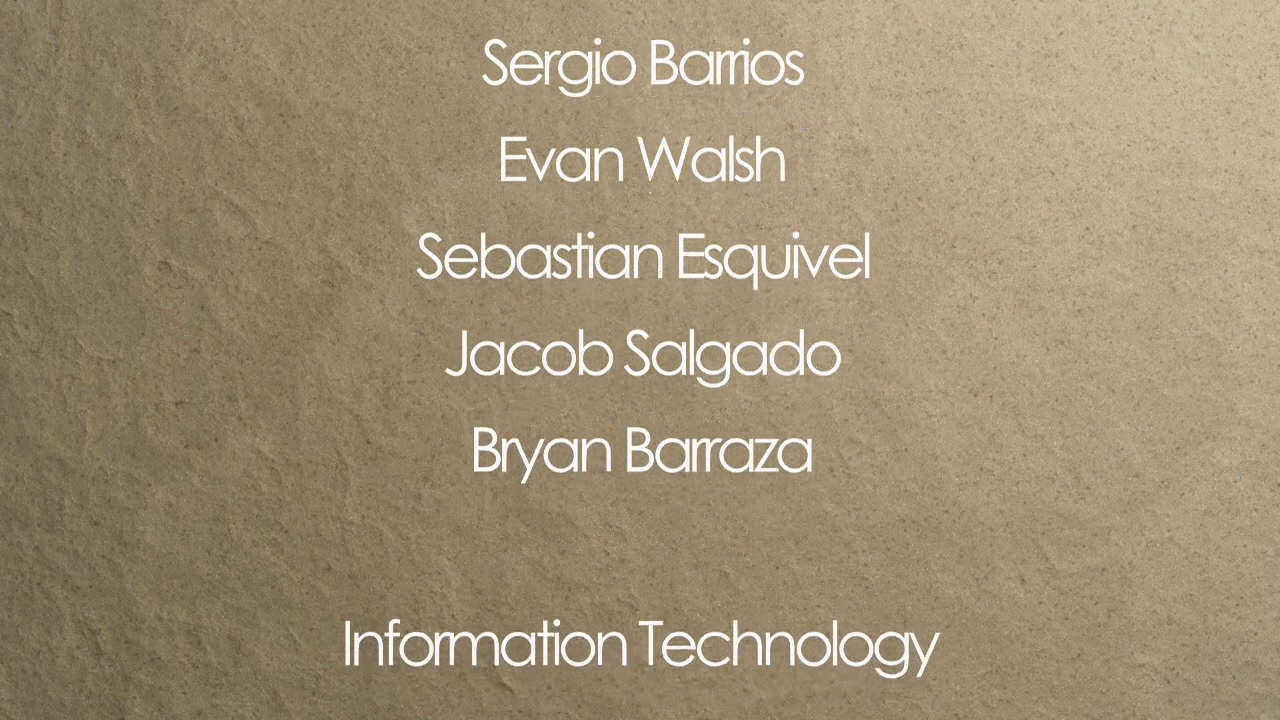 Sergio Barrios
Evan Walsh
Sebastian Esquivel
Jacob Salgado
Bryan Barraza
Information Technology